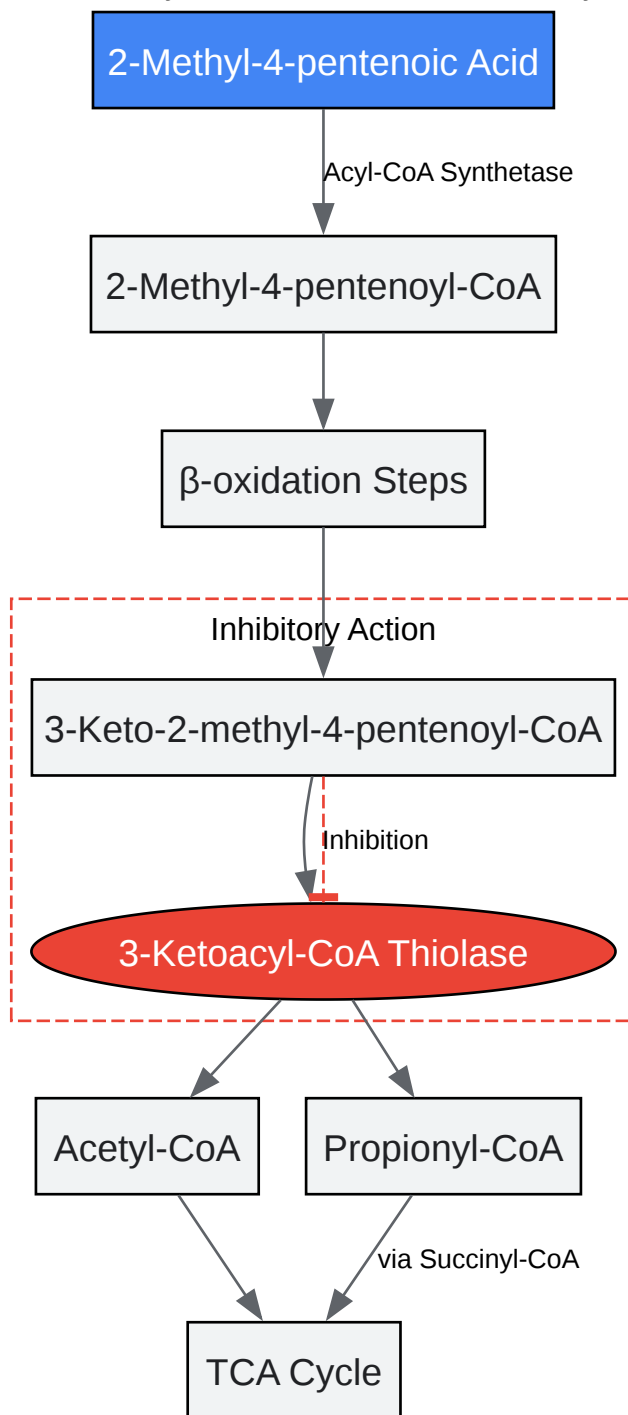 2-Methyl-4-pentenoic Acid
Acyl-CoA Synthetase
2-Methyl-4-pentenoyl-CoA
β-oxidation Steps
Inhibitory Action
3-Keto-2-methyl-4-pentenoyl-CoA
Inhibition
3-Ketoacyl-CoA Thiolase
Acetyl-CoA
Propionyl-CoA
via Succinyl-CoA
TCA Cycle